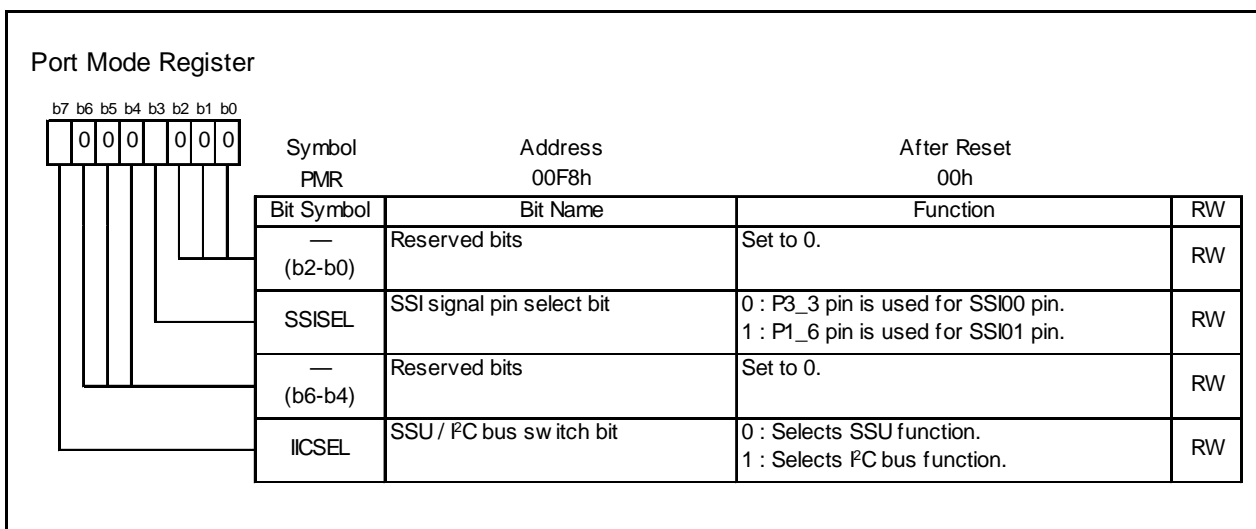 Port Mode Register
b7 b6 b5 b4 b3 b2 b1 b0
0 0 0 0 0 0
Symbol Address After Reset
PMR 00F8h 00h
Bit Symbol Bit Name Function RW
— Reserved bits Set to 0. RW
(b2-b0)
SSISEL SSI signal pin select bit 0 : P3_3 pin is used for SSI00 pin. RW
1 : P1_6 pin is used for SSI01 pin.
— Reserved bits Set to 0. RW
(b6-b4)
IICSEL SSU / I²C bus switch bit 0 : Selects SSU function. RW
1 : Selects I²C bus function.